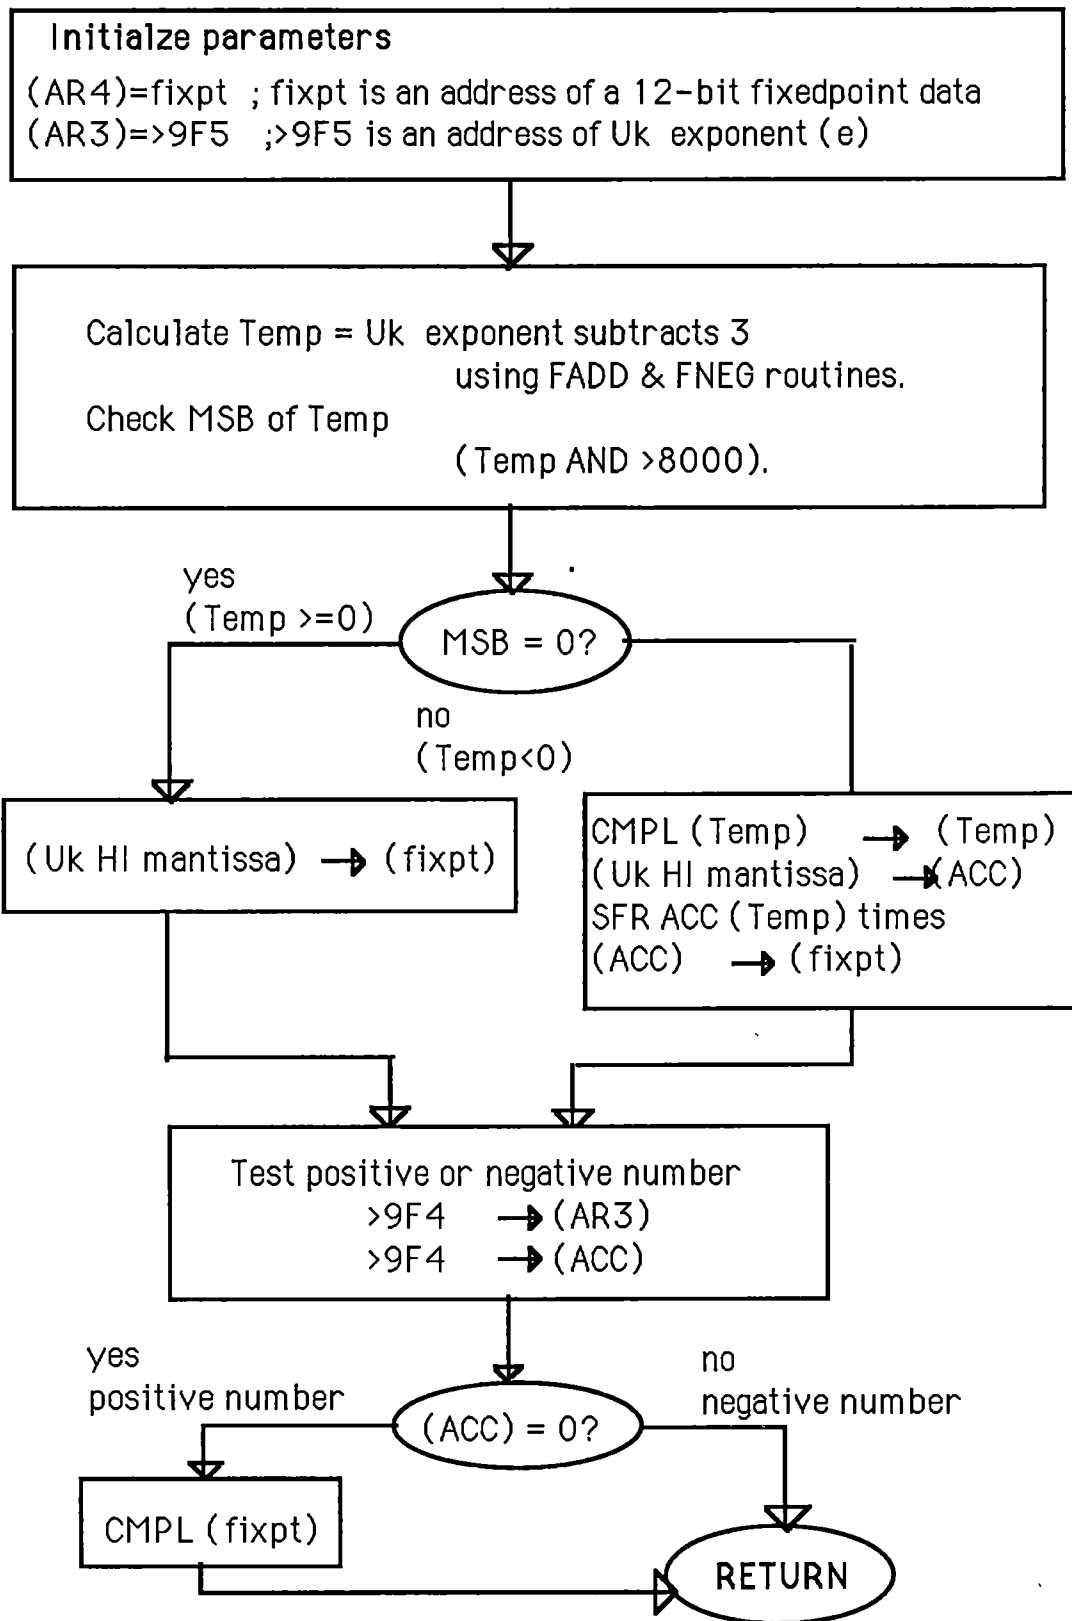 Initialze parameters
(AR4)=fixpt ; fixpt is an address of a 12-bit fixedpoint data
(AR3)=>9F5 ;>9F5 is an address of Uk exponent (e)
Calculate Temp = Uk exponent subtracts 3
using FADD & FNEG routines.
Check MSB of Temp
(Temp AND >8000).
yes
(Temp >=0)
MSB = 0?
no
(Temp<0)
(Uk HI mantissa) → (fixpt)
CMPL (Temp) → (Temp)
(Uk HI mantissa) → (ACC)
SFR ACC (Temp) times
(ACC) → (fixpt)
Test positive or negative number
>9F4 → (AR3)
>9F4 → (ACC)
yes
positive number
(ACC) = 0?
no
negative number
CMPL (fixpt)
RETURN